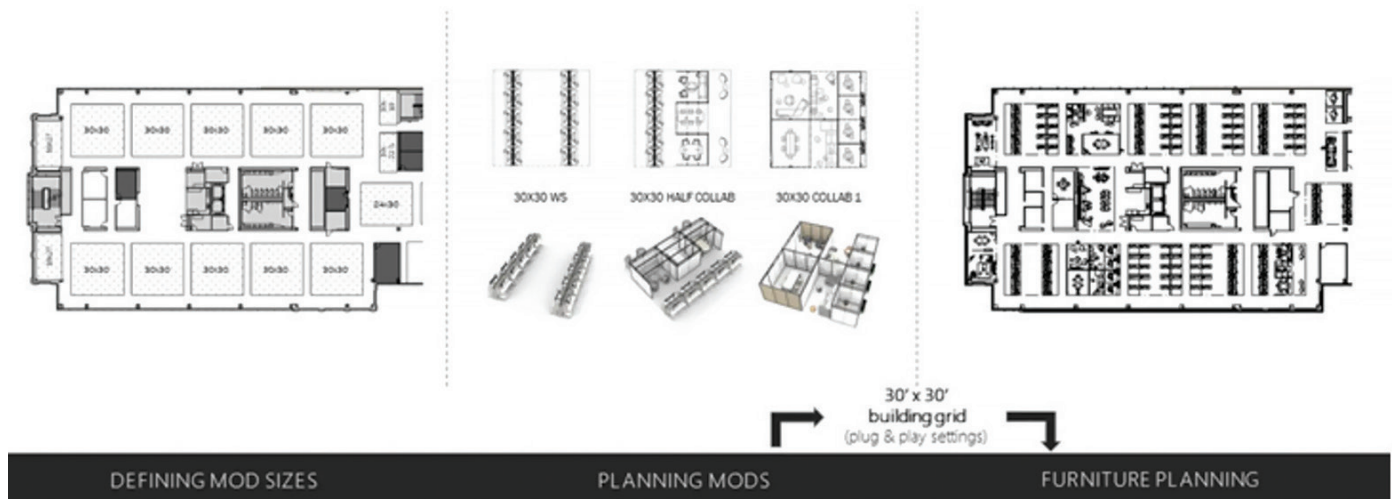 30x30 30x30 30x30 30x30 30x30
24x30
30x30 30x30 30x30 30x30 30x30
30X30 WS
30X30 HALF COLLAB
30X30 COLLAB 1
30' x 30'
building grid
(plug & play settings)
DEFINING MOD SIZES
PLANNING MODS
FURNITURE PLANNING